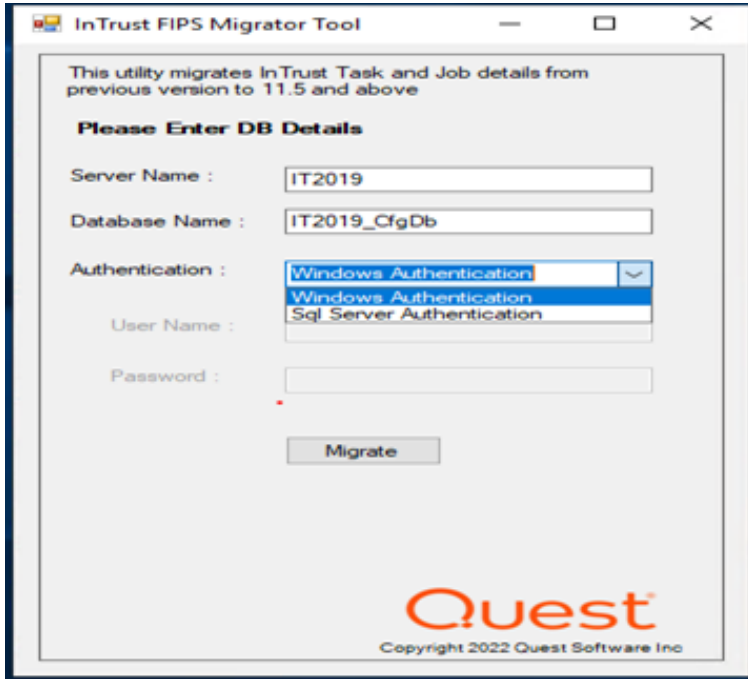 InTrust FIPS Migrator Tool
This utility migrates InTrust Task and Job details from
previous version to 11.5 and above
Please Enter DB Details
Server Name :
IT2019
Database Name :
IT2019_CfgDb
Authentication :
Windows Authentication
Windows Authentication
Sql Server Authentication
User Name :
Password :
Migrate
Quest
Copyright 2022 Quest Software Inc